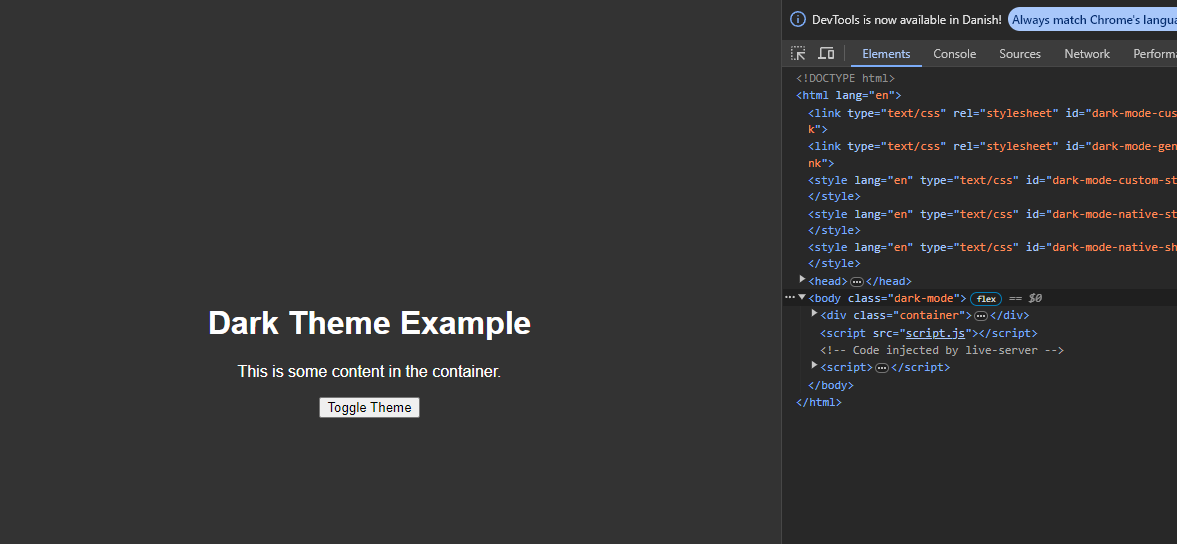 Dark Theme Example
This is some content in the container.
Toggle Theme
DevTools is now available in Danish! Always match Chrome's langua
Elements Console Sources Network Performa
<!DOCTYPE html>
<html lang="en">
<link type="text/css" rel="stylesheet" id="dark-mode-cus
k">
<link type="text/css" rel="stylesheet" id="dark-mode-gen
nk">
<style lang="en" type="text/css" id="dark-mode-custom-st
</style>
<style lang="en" type="text/css" id="dark-mode-native-st
</style>
<style lang="en" type="text/css" id="dark-mode-native-sh
</style>
<head>…</head>
<body class="dark-mode"> flex == $0
<div class="container">…</div>
<script src="script.js"></script>
<!-- Code injected by live-server -->
<script>…</script>
</body>
</html>